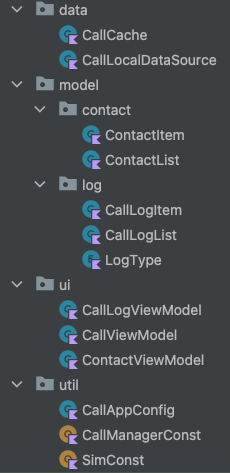 data
CallCache
CallLocalDataSource
model
contact
ContactItem
ContactList
log
CallLogItem
CallLogList
LogType
ui
CallLogViewModel
CallViewModel
ContactViewModel
util
CallAppConfig
CallManagerConst
SimConst